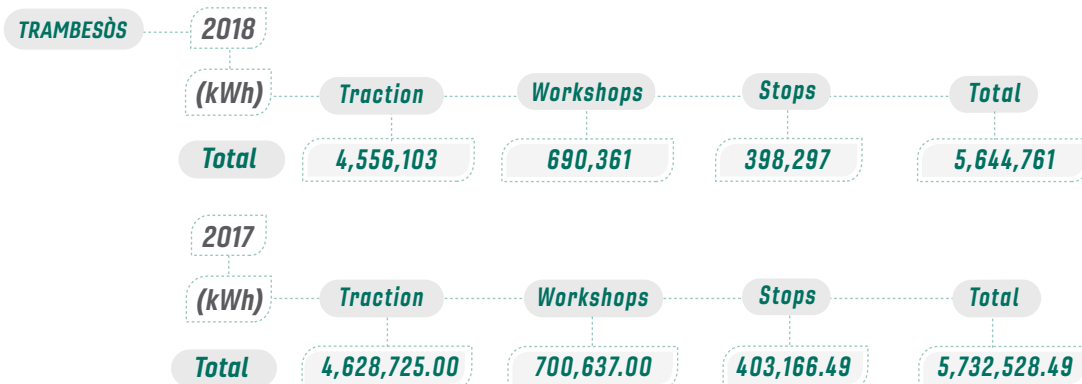 TRAMBESÒS 2018
(kWh) Traction Workshops Stops Total
Total 4,556,103 690,361 398,297 5,644,761
2017
(kWh) Traction Workshops Stops Total
Total 4,628,725.00 700,637.00 403,166.49 5,732,528.49